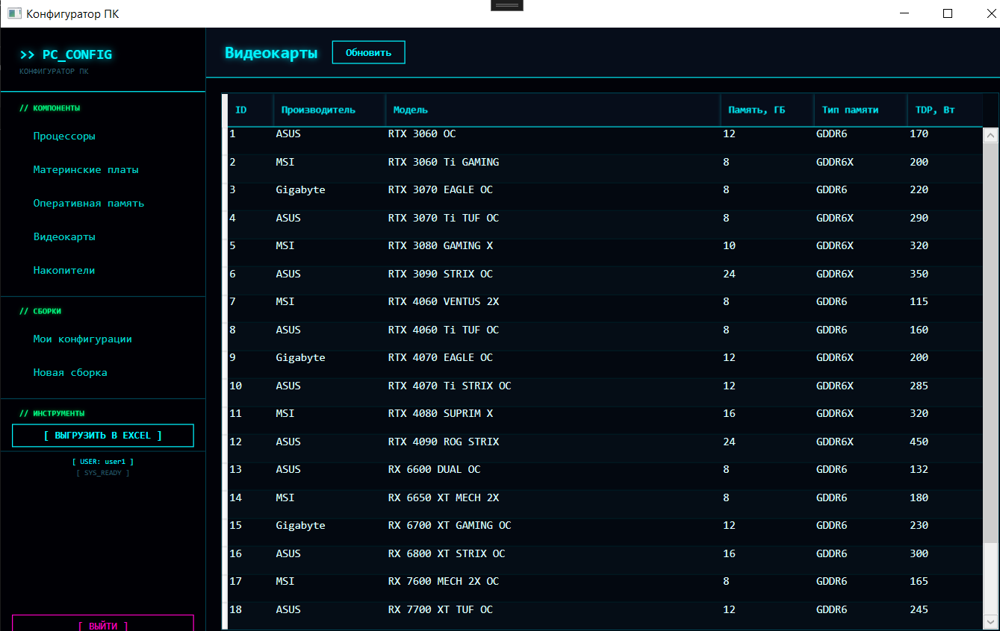 Конфигуратор ПК
>> PC_CONFIG
КОНФИГУРАТОР ПК
// КОМПОНЕНТЫ
Процессоры
Материнские платы
Оперативная память
Видеокарты
Накопители
// СБОРКИ
Мои конфигурации
Новая сборка
// ИНСТРУМЕНТЫ
[ ВЫГРУЗИТЬ В EXCEL ]
[ USER: user1 ]
[ SYS_READY ]
[ ВЫЙТИ ]
Видеокарты Обновить
ID Производитель Модель Память, ГБ Тип памяти TDP, Вт
1 ASUS RTX 3060 OC 12 GDDR6 170
2 MSI RTX 3060 Ti GAMING 8 GDDR6X 200
3 Gigabyte RTX 3070 EAGLE OC 8 GDDR6 220
4 ASUS RTX 3070 Ti TUF OC 8 GDDR6X 290
5 MSI RTX 3080 GAMING X 10 GDDR6X 320
6 ASUS RTX 3090 STRIX OC 24 GDDR6X 350
7 MSI RTX 4060 VENTUS 2X 8 GDDR6 115
8 ASUS RTX 4060 Ti TUF OC 8 GDDR6 160
9 Gigabyte RTX 4070 EAGLE OC 12 GDDR6X 200
10 ASUS RTX 4070 Ti STRIX OC 12 GDDR6X 285
11 MSI RTX 4080 SUPRIM X 16 GDDR6X 320
12 ASUS RTX 4090 ROG STRIX 24 GDDR6X 450
13 ASUS RX 6600 DUAL OC 8 GDDR6 132
14 MSI RX 6650 XT MECH 2X 8 GDDR6 180
15 Gigabyte RX 6700 XT GAMING OC 12 GDDR6 230
16 ASUS RX 6800 XT STRIX OC 16 GDDR6 300
17 MSI RX 7600 MECH 2X OC 8 GDDR6 165
18 ASUS RX 7700 XT TUF OC 12 GDDR6 245